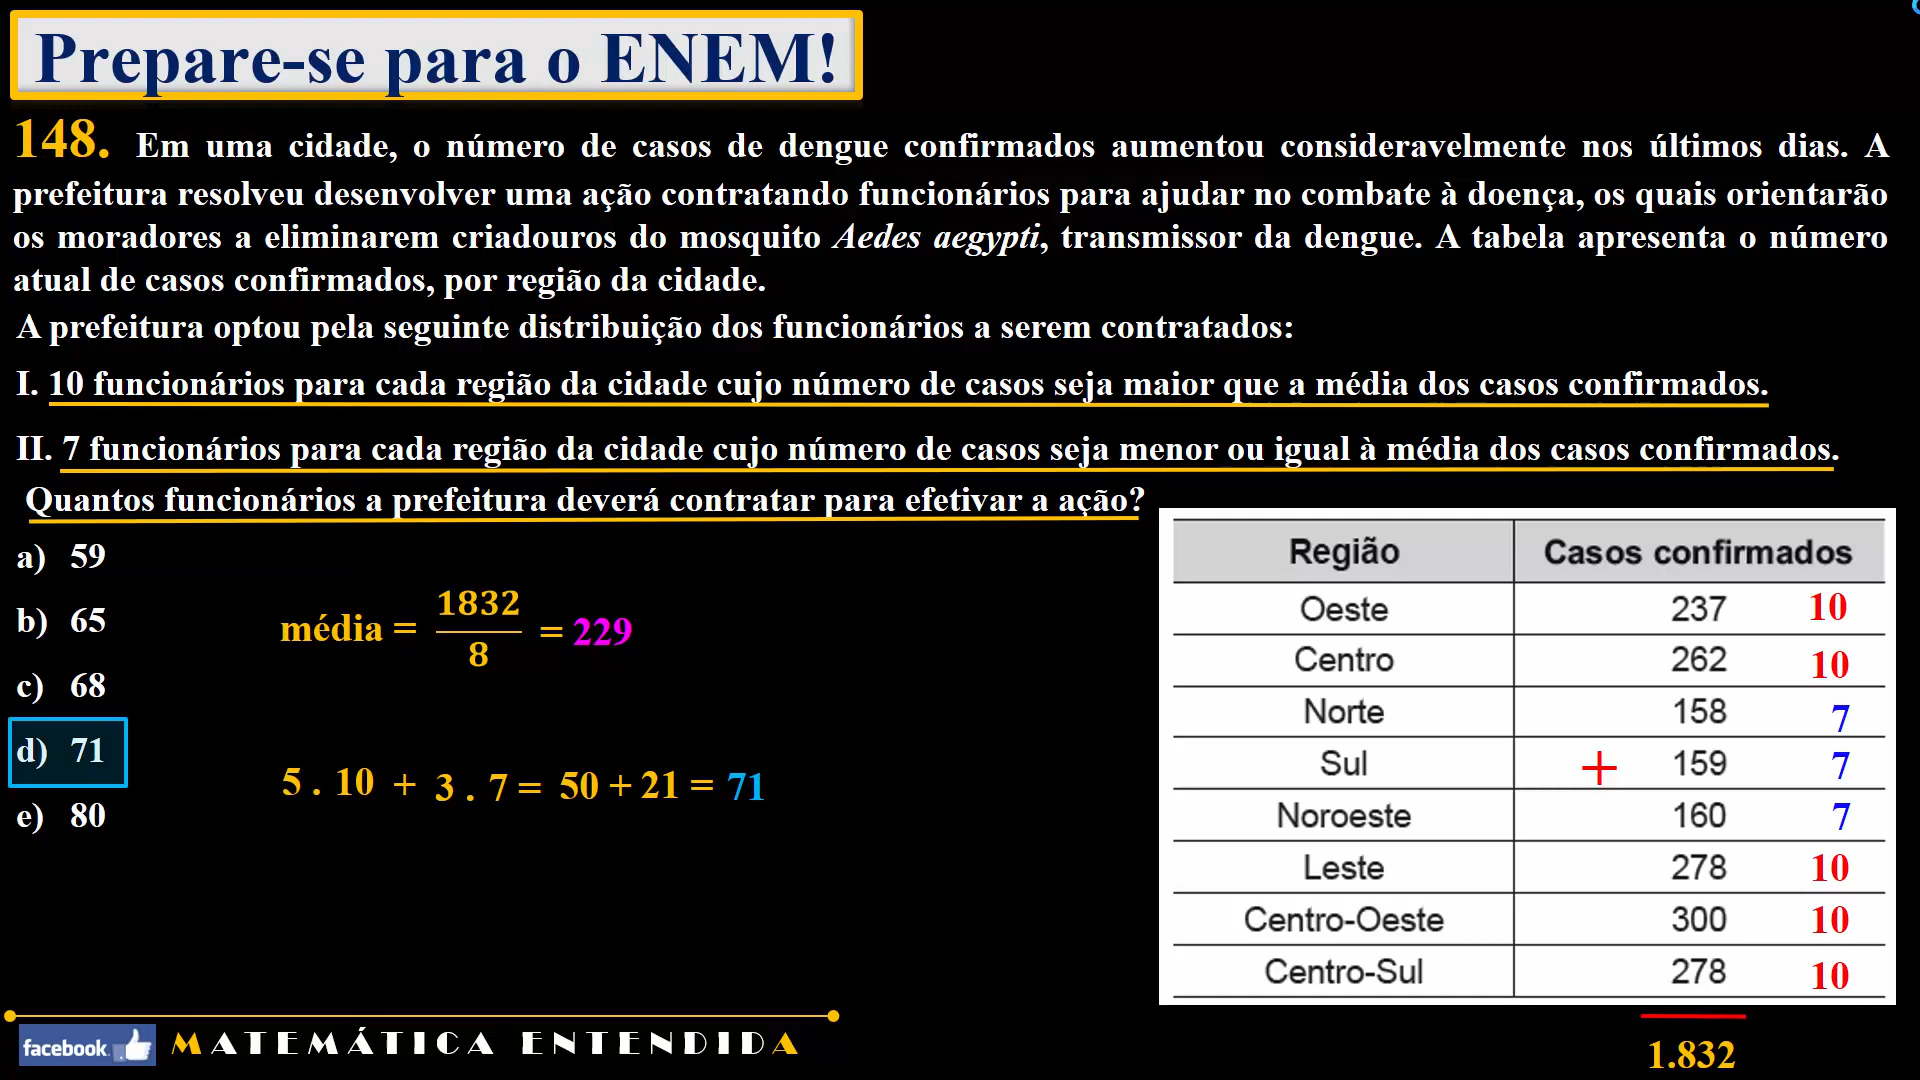 Prepare-se para o ENEM!
148. Em uma cidade, o número de casos de dengue confirmados aumentou consideravelmente nos últimos dias. A
prefeitura resolveu desenvolver uma ação contratando funcionários para ajudar no combate à doença, os quais orientarão
os moradores a eliminarem criadouros do mosquito Aedes aegypti, transmissor da dengue. A tabela apresenta o número
atual de casos confirmados, por região da cidade.
A prefeitura optou pela seguinte distribuição dos funcionários a serem contratados:
I. 10 funcionários para cada região da cidade cujo número de casos seja maior que a média dos casos confirmados.
II. 7 funcionários para cada região da cidade cujo número de casos seja menor ou igual à média dos casos confirmados.
Quantos funcionários a prefeitura deverá contratar para efetivar a ação?
a) 59
b) 65
c) 68
d) 71
e) 80
média = 1832/8 = 229
5 . 10 + 3 . 7 = 50 + 21 = 71
Região Casos confirmados
Oeste 237 10
Centro 262 10
Norte 158 7
Sul + 159 7
Noroeste 160 7
Leste 278 10
Centro-Oeste 300 10
Centro-Sul 278 10
1.832
facebook MATEMÁTICA ENTENDIDA